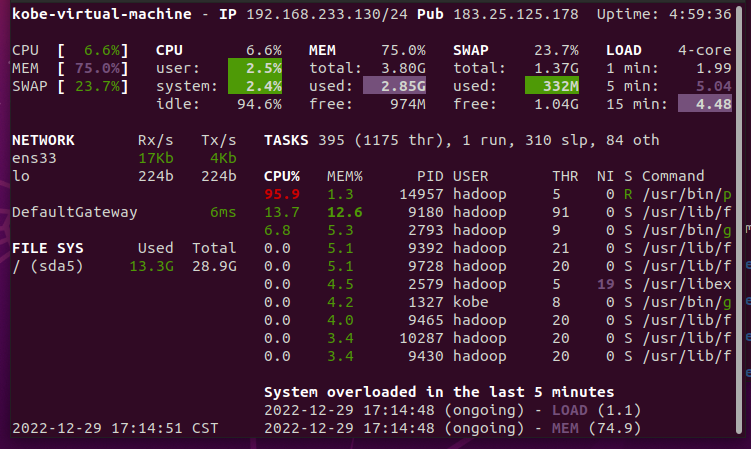 kobe-virtual-machine - IP 192.168.233.130/24 Pub 183.25.125.178 Uptime: 4:59:36
CPU [ 6.6%] CPU 6.6% MEM 75.0% SWAP 23.7% LOAD 4-core
MEM [ 75.0%] user: 2.5% total: 3.80G total: 1.37G 1 min: 1.99
SWAP [ 23.7%] system: 2.4% used: 2.85G used: 332M 5 min: 5.04
idle: 94.6% free: 974M free: 1.04G 15 min: 4.48
NETWORK Rx/s Tx/s TASKS 395 (1175 thr), 1 run, 310 slp, 84 oth
ens33 17Kb 4Kb
lo 224b 224b CPU% MEM% PID USER THR NI S Command
95.9 1.3 14957 hadoop 5 0 R /usr/bin/p
DefaultGateway 6ms 13.7 12.6 9180 hadoop 91 0 S /usr/lib/f
6.8 5.3 2793 hadoop 9 0 S /usr/bin/g
FILE SYS Used Total 0.0 5.1 9392 hadoop 21 0 S /usr/lib/f
/ (sda5) 13.3G 28.9G 0.0 5.1 9728 hadoop 20 0 S /usr/lib/f
0.0 4.5 2579 hadoop 5 19 S /usr/libex
0.0 4.2 1327 kobe 8 0 S /usr/bin/g
0.0 4.0 9465 hadoop 20 0 S /usr/lib/f
0.0 3.4 10287 hadoop 20 0 S /usr/lib/f
0.0 3.4 9430 hadoop 20 0 S /usr/lib/f
System overloaded in the last 5 minutes
2022-12-29 17:14:48 (ongoing) - LOAD (1.1)
2022-12-29 17:14:51 CST 2022-12-29 17:14:48 (ongoing) - MEM (74.9)